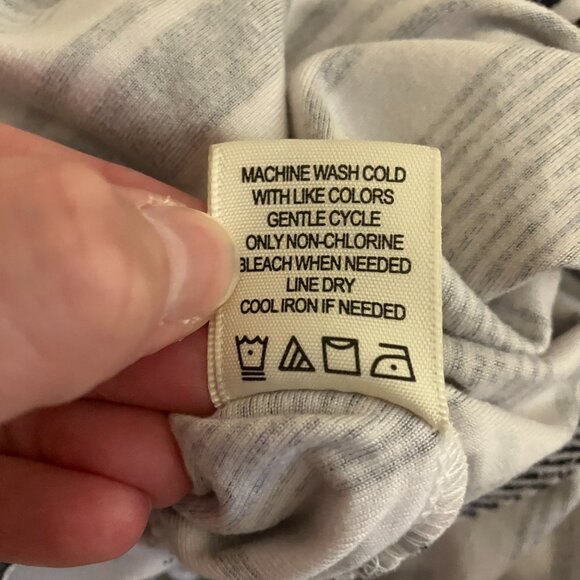 MACHINE WASH COLD
WITH LIKE COLORS
GENTLE CYCLE
ONLY NON-CHLORINE
BLEACH WHEN NEEDED
LINE DRY
COOL IRON IF NEEDED